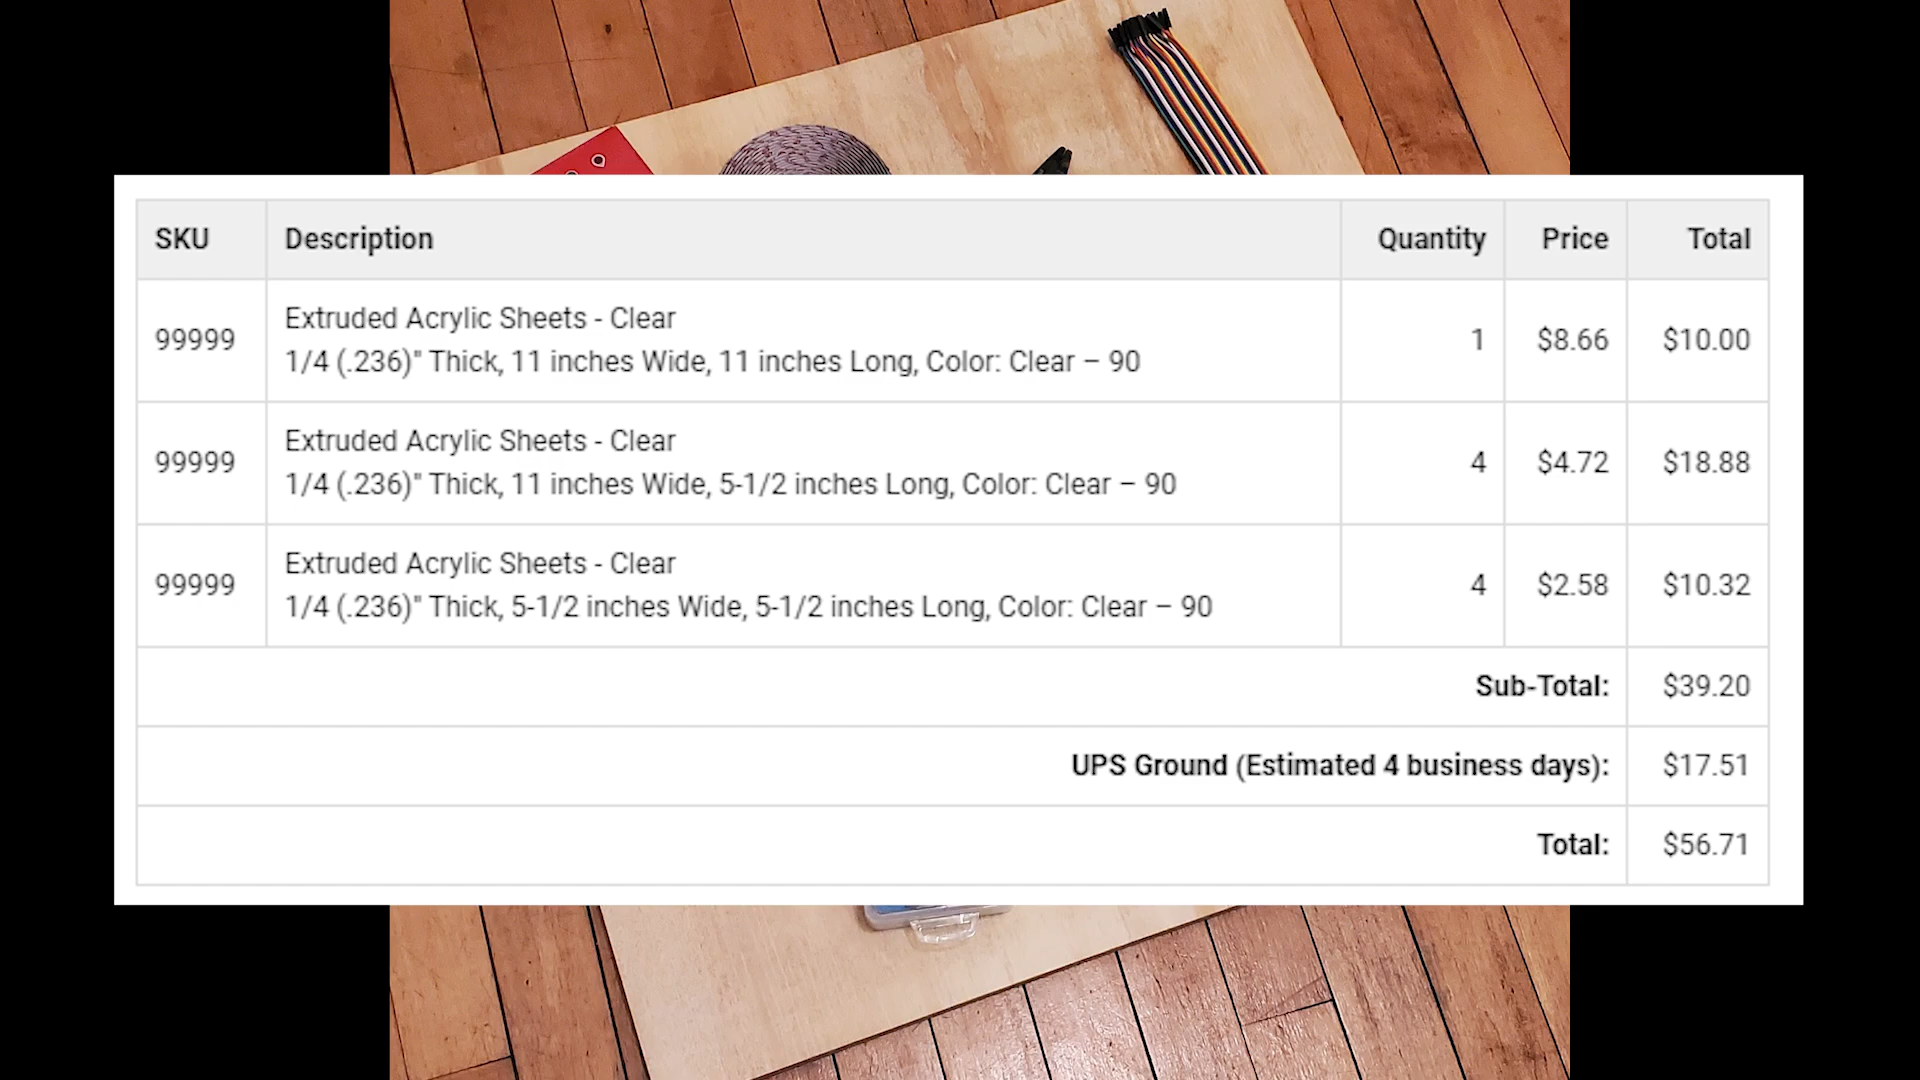 SKU Description Quantity Price Total
99999 Extruded Acrylic Sheets - Clear 1 $8.66 $10.00
1/4 (.236)" Thick, 11 inches Wide, 11 inches Long, Color: Clear – 90
99999 Extruded Acrylic Sheets - Clear 4 $4.72 $18.88
1/4 (.236)" Thick, 11 inches Wide, 5-1/2 inches Long, Color: Clear – 90
99999 Extruded Acrylic Sheets - Clear 4 $2.58 $10.32
1/4 (.236)" Thick, 5-1/2 inches Wide, 5-1/2 inches Long, Color: Clear – 90
Sub-Total: $39.20
UPS Ground (Estimated 4 business days): $17.51
Total: $56.71